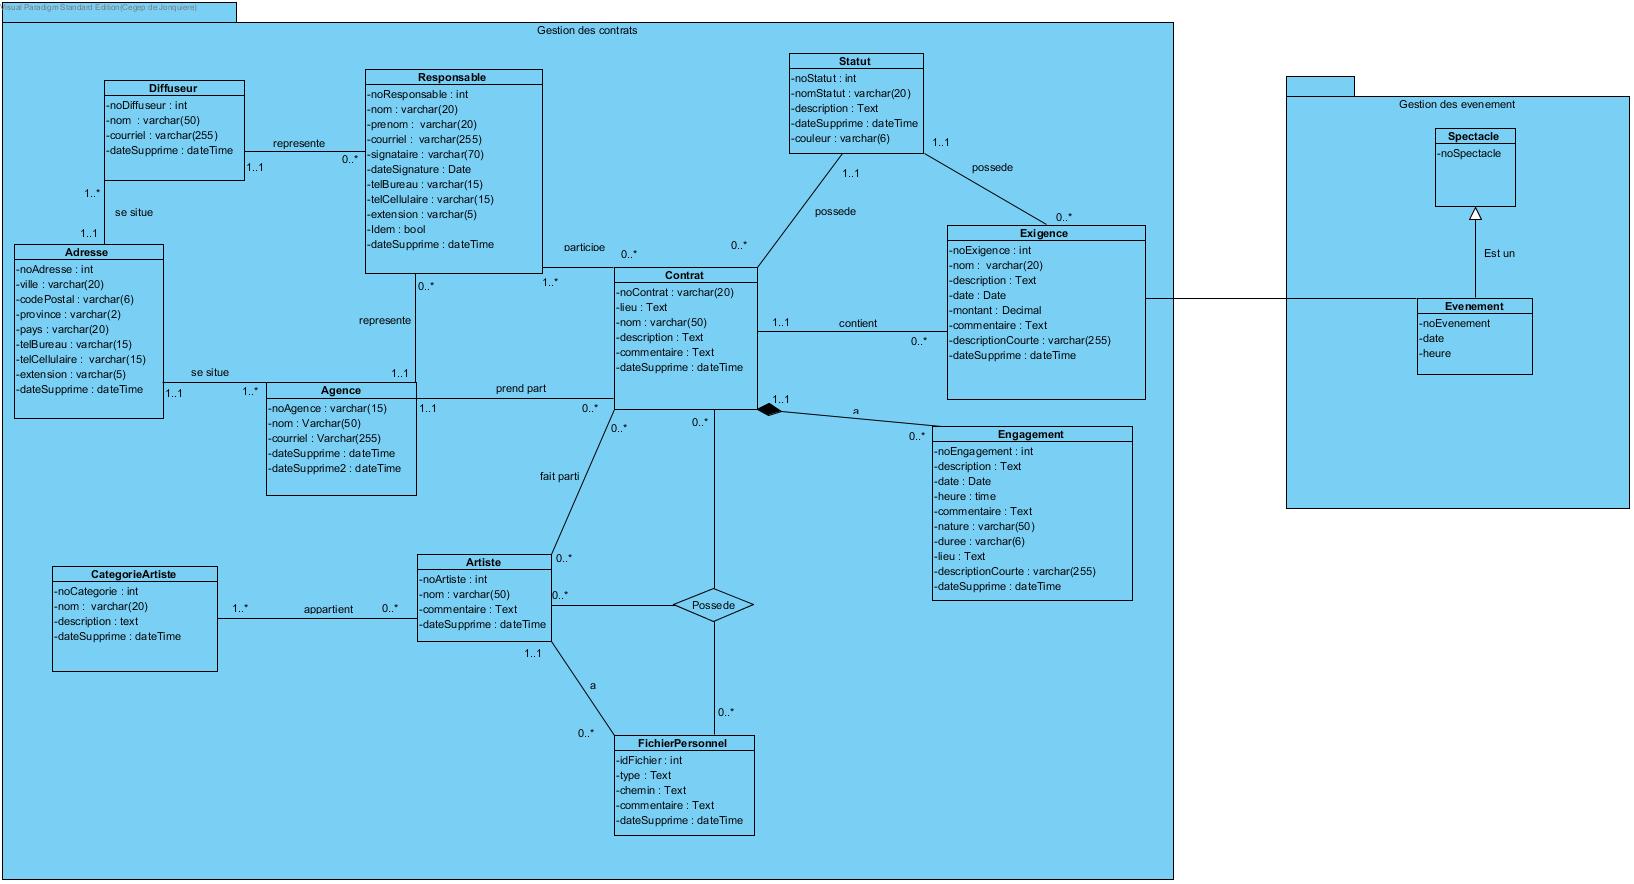 Visual Paradigm Standard Edition(Cegep de Jonquiere)
Gestion des contrats
Diffuseur
-noDiffuseur : int
-nom : varchar(50)
-courriel : varchar(255)
-dateSupprime : dateTime
represente
1..1
0..*
1..*
se situe
1..1
Responsable
-noResponsable : int
-nom : varchar(20)
-prenom : varchar(20)
-courriel : varchar(255)
-signataire : varchar(70)
-dateSignature : Date
-telBureau : varchar(15)
-telCellulaire : varchar(15)
-extension : varchar(5)
-Idem : bool
-dateSupprime : dateTime
participe
0..*
1..*
0..*
represente
1..1
Statut
-noStatut : int
-nomStatut : varchar(20)
-description : Text
-dateSupprime : dateTime
-couleur : varchar(6)
1..1
possede
0..*
1..1
possede
0..*
Adresse
-noAdresse : int
-ville : varchar(20)
-codePostal : varchar(6)
-province : varchar(2)
-pays : varchar(20)
-telBureau : varchar(15)
-telCellulaire : varchar(15)
-extension : varchar(5)
-dateSupprime : dateTime
se situe
1..1
1..*
Agence
-noAgence : varchar(15)
-nom : Varchar(50)
-courriel : Varchar(255)
-dateSupprime : dateTime
-dateSupprime2 : dateTime
prend part
1..1
0..*
Contrat
-noContrat : varchar(20)
-lieu : Text
-nom : varchar(50)
-description : Text
-commentaire : Text
-dateSupprime : dateTime
1..1
contient
0..*
Exigence
-noExigence : int
-nom : varchar(20)
-description : Text
-date : Date
-montant : Decimal
-commentaire : Text
-descriptionCourte : varchar(255)
-dateSupprime : dateTime
1..1
a
0..*
Engagement
-noEngagement : int
-description : Text
-date : Date
-heure : time
-commentaire : Text
-nature : varchar(50)
-duree : varchar(6)
-lieu : Text
-descriptionCourte : varchar(255)
-dateSupprime : dateTime
0..*
fait parti
0..*
0..*
CategorieArtiste
-noCategorie : int
-nom : varchar(20)
-description : text
-dateSupprime : dateTime
1..*
appartient
0..*
Artiste
-noArtiste : int
-nom : varchar(50)
-commentaire : Text
-dateSupprime : dateTime
0..*
Possede
0..*
1..1
a
0..*
FichierPersonnel
-idFichier : int
-type : Text
-chemin : Text
-commentaire : Text
-dateSupprime : dateTime
Gestion des evenement
Spectacle
-noSpectacle
Est un
Evenement
-noEvenement
-date
-heure